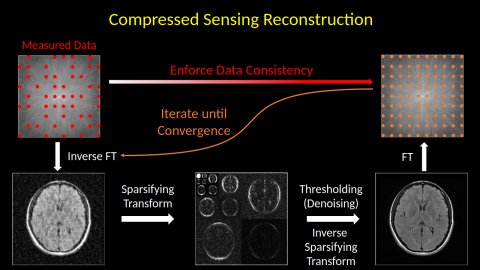 Compressed Sensing Reconstruction
Measured Data
Enforce Data Consistency
Iterate until
Convergence
Inverse FT
FT
Sparsifying
Transform
Thresholding
(Denoising)
Inverse
Sparsifying
Transform